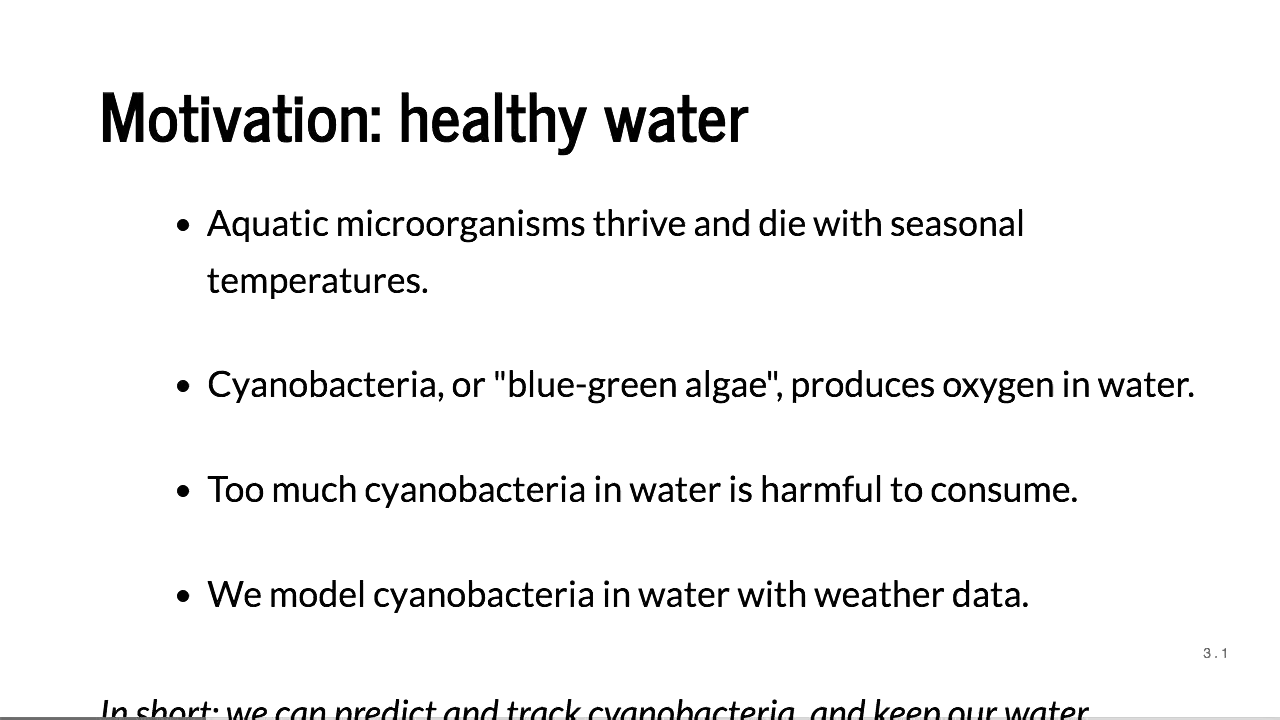 Motivation: healthy water
• Aquatic microorganisms thrive and die with seasonal
temperatures.
• Cyanobacteria, or "blue-green algae", produces oxygen in water.
• Too much cyanobacteria in water is harmful to consume.
• We model cyanobacteria in water with weather data.
3.1
In short: we can predict and track cyanobacteria, and keep our water